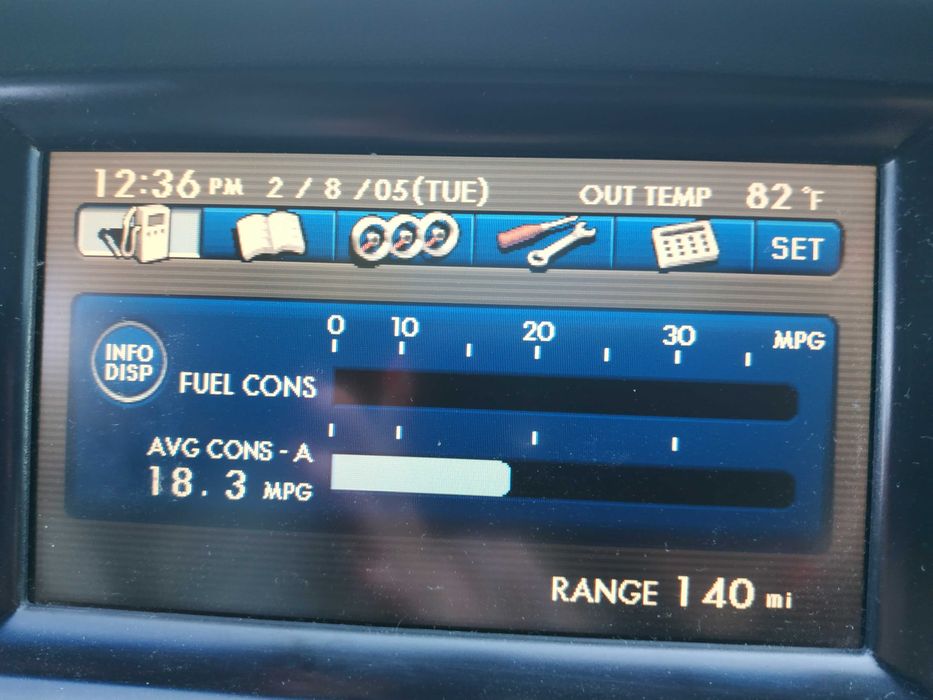 12:36 PM 2 / 8 /05(TUE) OUT TEMP 82 °F
SET
0 10 20 30 MPG
INFO
DISP
FUEL CONS
AVG CONS - A
18.3 MPG
RANGE 140 mi